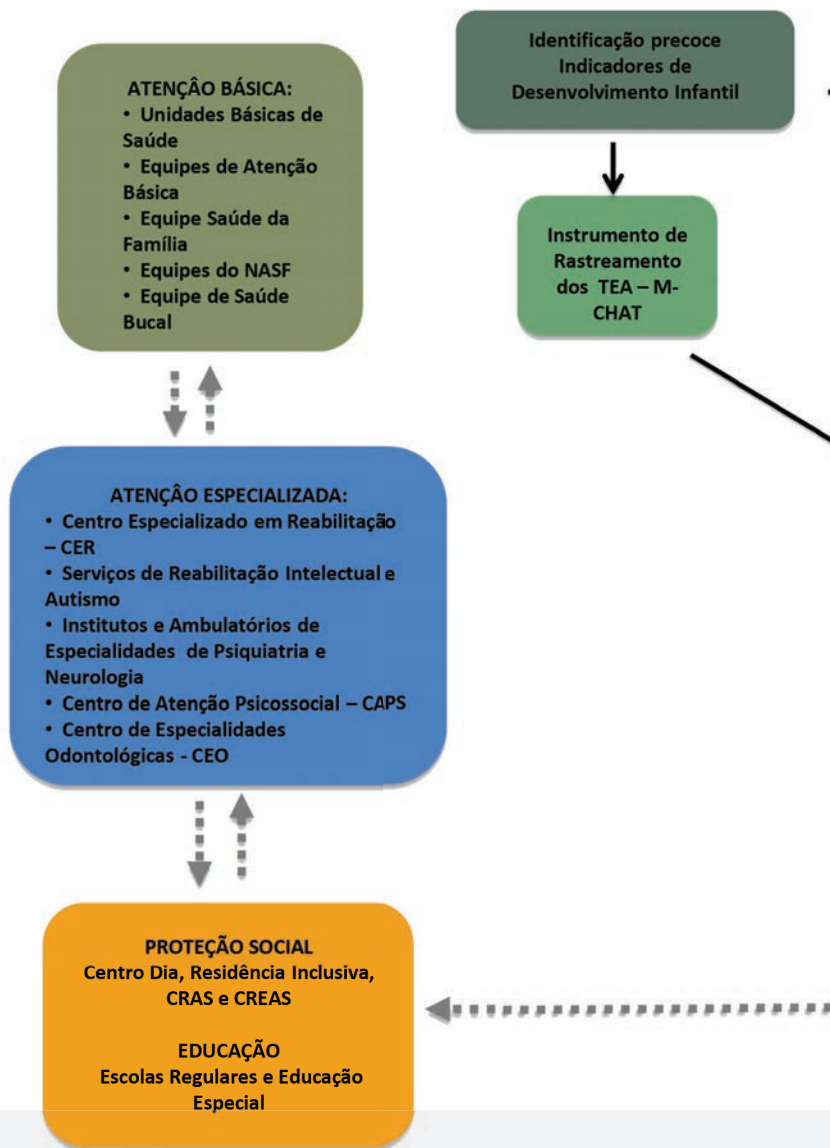 ATENÇÂO BÁSICA:
• Unidades Básicas de
Saúde
• Equipes de Atenção
Básica
• Equipe Saúde da
Família
• Equipes do NASF
• Equipe de Saúde
Bucal
Identificação precoce
Indicadores de
Desenvolvimento Infantil
Instrumento de
Rastreamento
dos TEA – M-
CHAT
ATENÇÂO ESPECIALIZADA:
• Centro Especializado em Reabilitação
– CER
• Serviços de Reabilitação Intelectual e
Autismo
• Institutos e Ambulatórios de
Especialidades de Psiquiatria e
Neurologia
• Centro de Atenção Psicossocial – CAPS
• Centro de Especialidades
Odontológicas - CEO
PROTEÇÃO SOCIAL
Centro Dia, Residência Inclusiva,
CRAS e CREAS
EDUCAÇÃO
Escolas Regulares e Educação
Especial